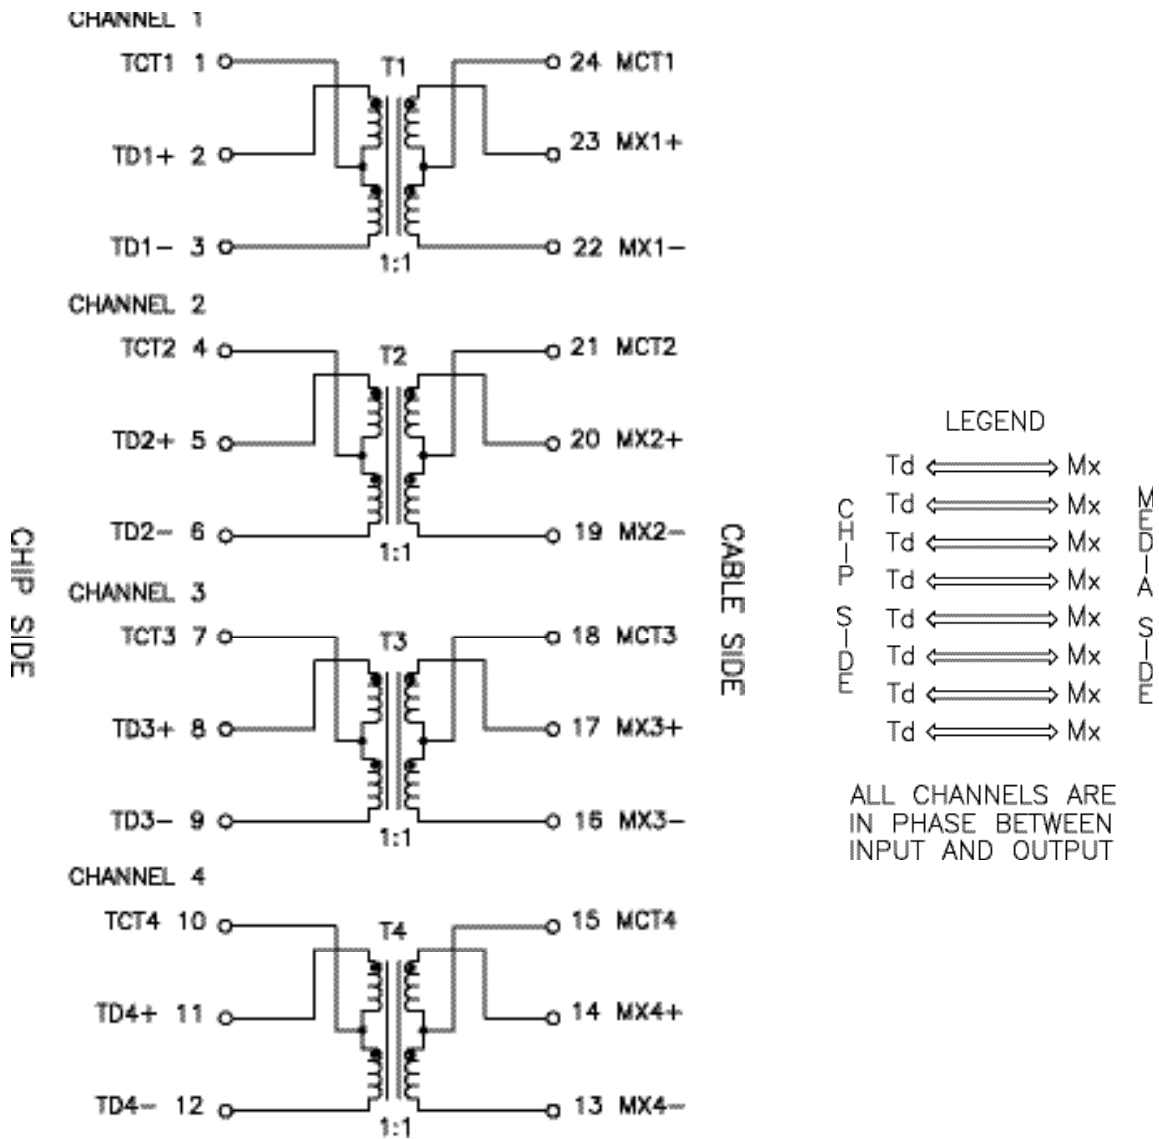 CHANNEL 1
TCT1 1
T1
24 MCT1
TD1+ 2
23 MX1+
TD1- 3
22 MX1-
1:1
CHANNEL 2
TCT2 4
T2
21 MCT2
TD2+ 5
20 MX2+
TD2- 6
19 MX2-
1:1
CHANNEL 3
TCT3 7
T3
18 MCT3
TD3+ 8
17 MX3+
TD3- 9
16 MX3-
1:1
CHANNEL 4
TCT4 10
T4
15 MCT4
TD4+ 11
14 MX4+
TD4- 12
13 MX4-
1:1
CHIP SIDE
CABLE SIDE
LEGEND
Td Mx
Td Mx
Td Mx
Td Mx
Td Mx
Td Mx
Td Mx
Td Mx
CHIP SIDE
MEDIA SIDE
ALL CHANNELS ARE
IN PHASE BETWEEN
INPUT AND OUTPUT